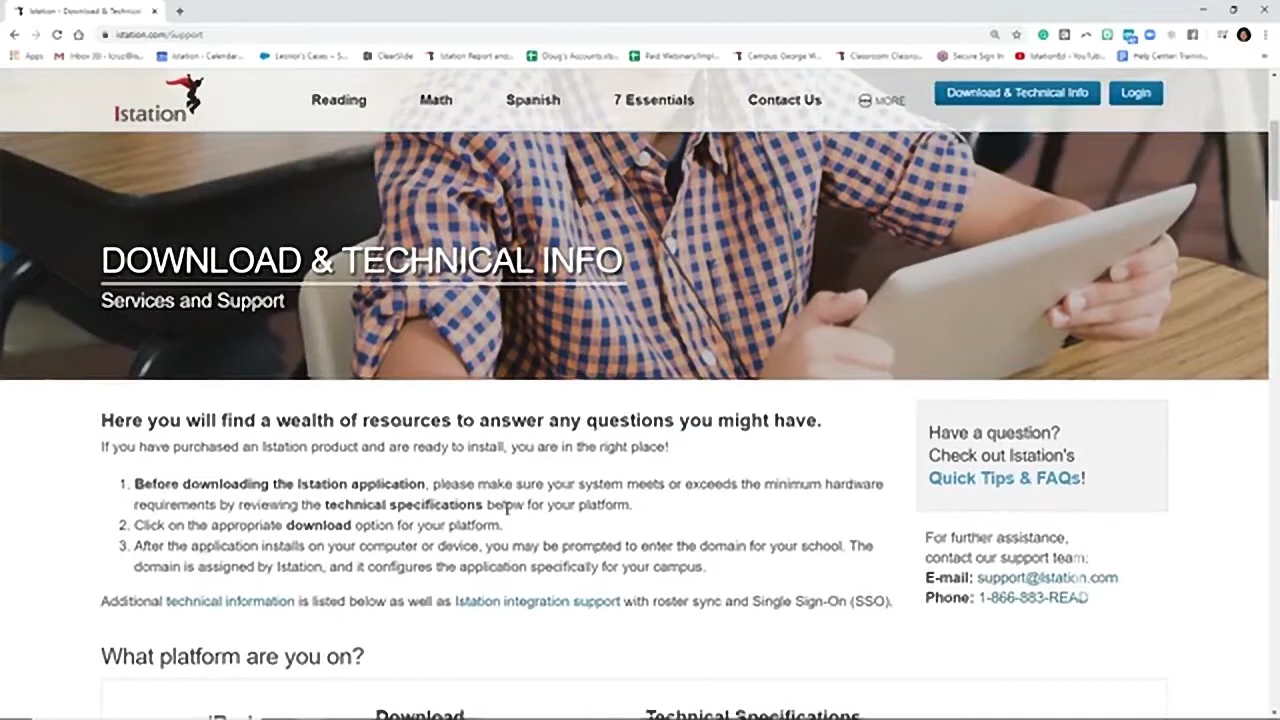 Istation - Download & Technical
istation.com/Support
Apps
istation - Calendar...
Leonor's Cases – S...
ClearSlide
Istation Report and...
Doug's Accounts.xls...
Paid Webinars/Impl...
Campus George W...
Classroom Classro...
Secure Sign In
IstationEd - YouTub...
Help Center Trainin...
Istation
Reading
Math
Spanish
7 Essentials
Contact Us
MORE
Download & Technical Info
Login
DOWNLOAD & TECHNICAL INFO
Services and Support
Here you will find a wealth of resources to answer any questions you might have.
If you have purchased an Istation product and are ready to install, you are in the right place!
1. Before downloading the Istation application, please make sure your system meets or exceeds the minimum hardware
requirements by reviewing the technical specifications below for your platform.
2. Click on the appropriate download option for your platform.
3. After the application installs on your computer or device, you may be prompted to enter the domain for your school. The
domain is assigned by Istation, and it configures the application specifically for your campus.
Additional technical information is listed below as well as Istation integration support with roster sync and Single Sign-On (SSO).
Have a question?
Check out Istation's
Quick Tips & FAQs!
For further assistance,
contact our support team:
E-mail: support@Istation.com
Phone: 1-866-883-READ
What platform are you on?
Download
Technical Specifications